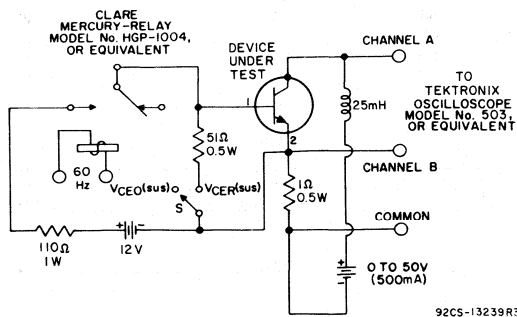 CLARE
MERCURY-RELAY
MODEL No. HGP-1004,
OR EQUIVALENT
DEVICE
UNDER
TEST
CHANNEL A
TO
TEKTRONIX
OSCILLOSCOPE
MODEL No. 503,
OR EQUIVALENT
1
2
25mH
51Ω
0.5W
CHANNEL B
60
Hz
VCEO(sus)
VCER(sus)
S
1Ω
0.5W
COMMON
+ -
110Ω
1W
12V
+
-
0 TO 50V
(500mA)
92CS-13239R3